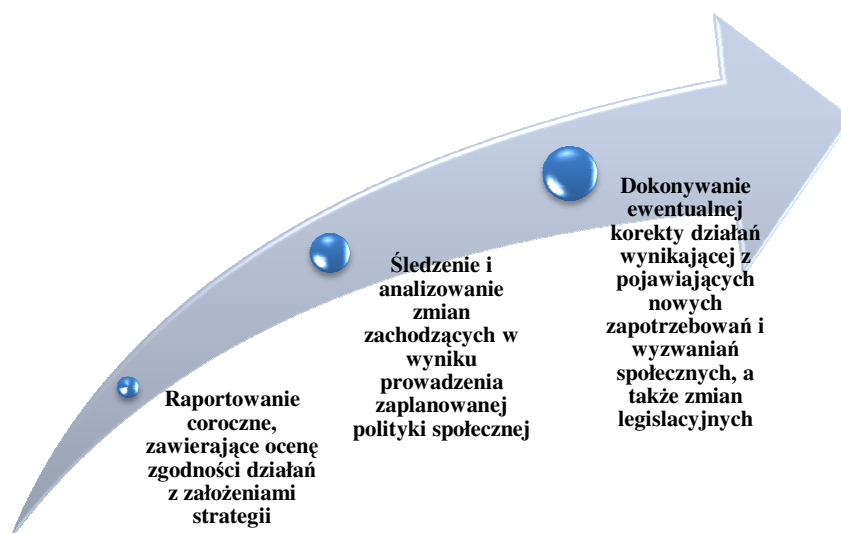 Raportowanie
coroczne,
zawierające ocenę
zgodności działań
z założeniami
strategii
Śledzenie i
analizowanie
zmian
zachodzących w
wyniku
prowadzenia
zaplanowanej
polityki społecznej
Dokonywanie
ewentualnej
korekty działań
wynikającej z
pojawiających
nowych
zapotrzebowań i
wyzwaniań
społecznych, a
także zmian
legislacyjnych